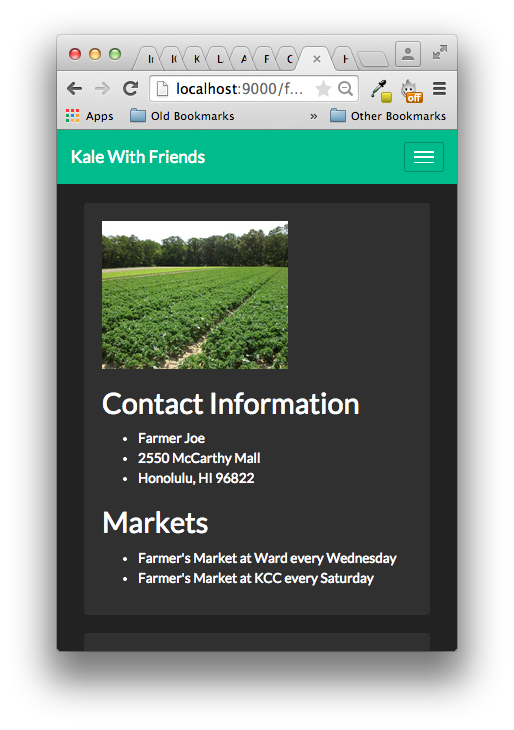 localhost:9000/f...
Apps
Old Bookmarks
»
Other Bookmarks
off
Kale With Friends
Contact Information
• Farmer Joe
• 2550 McCarthy Mall
• Honolulu, HI 96822
Markets
• Farmer's Market at Ward every Wednesday
• Farmer's Market at KCC every Saturday